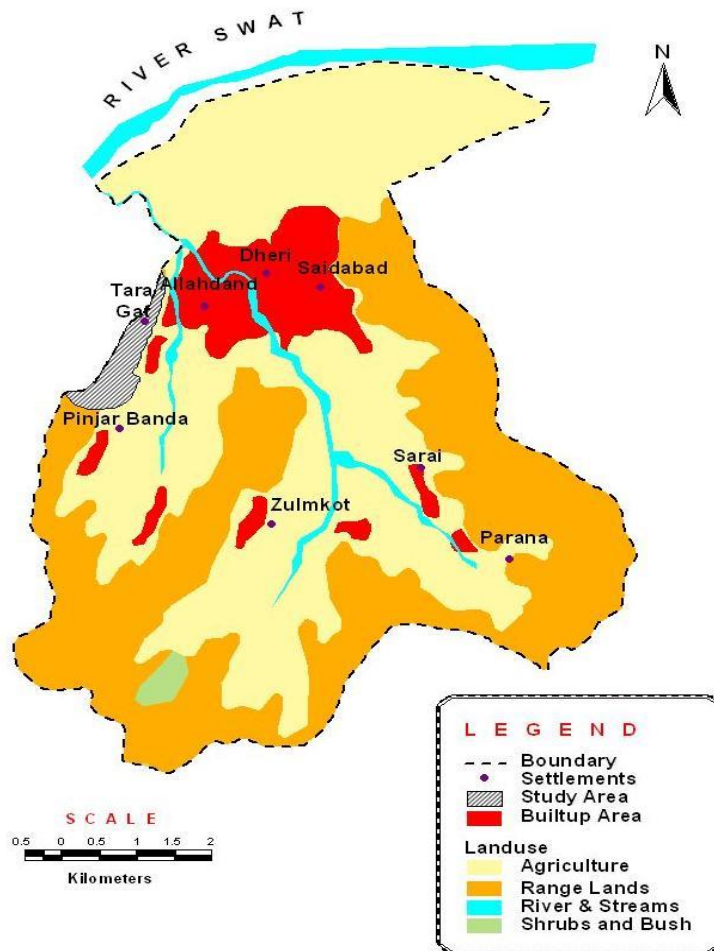 RIVER SWAT
N
Dheri
Saidabad
Allahdand
Tara
Gat
Pinjar Banda
Sarai
Zulmkot
Parana
LEGEND
Boundary
Settlements
Study Area
Builtup Area
Landuse
Agriculture
Range Lands
River & Streams
Shrubs and Bush
SCALE
0.5 0 0.5 1 1.5 2
Kilometers